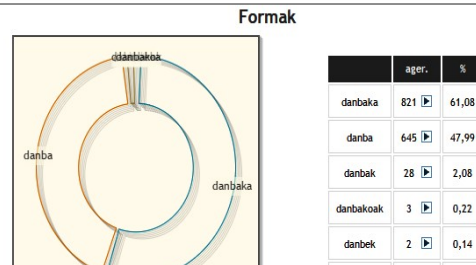 Formak
danba
danbaka
ager. %
danbaka 821 61,08
danba 645 47,99
danbak 28 2,08
danbakoak 3 0,22
danbek 2 0,14